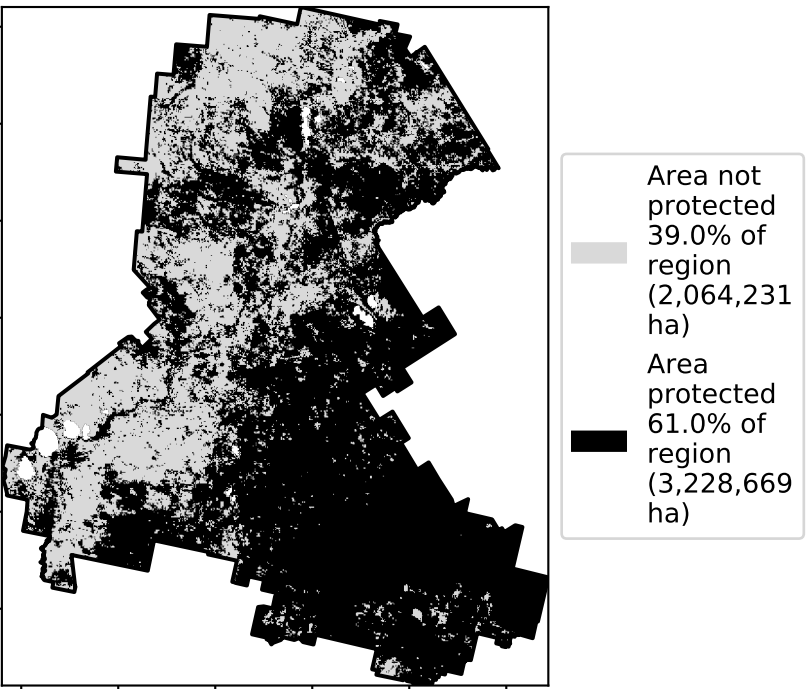 Area not
protected
39.0% of
region
(2,064,231
ha)
Area
protected
61.0% of
region
(3,228,669
ha)